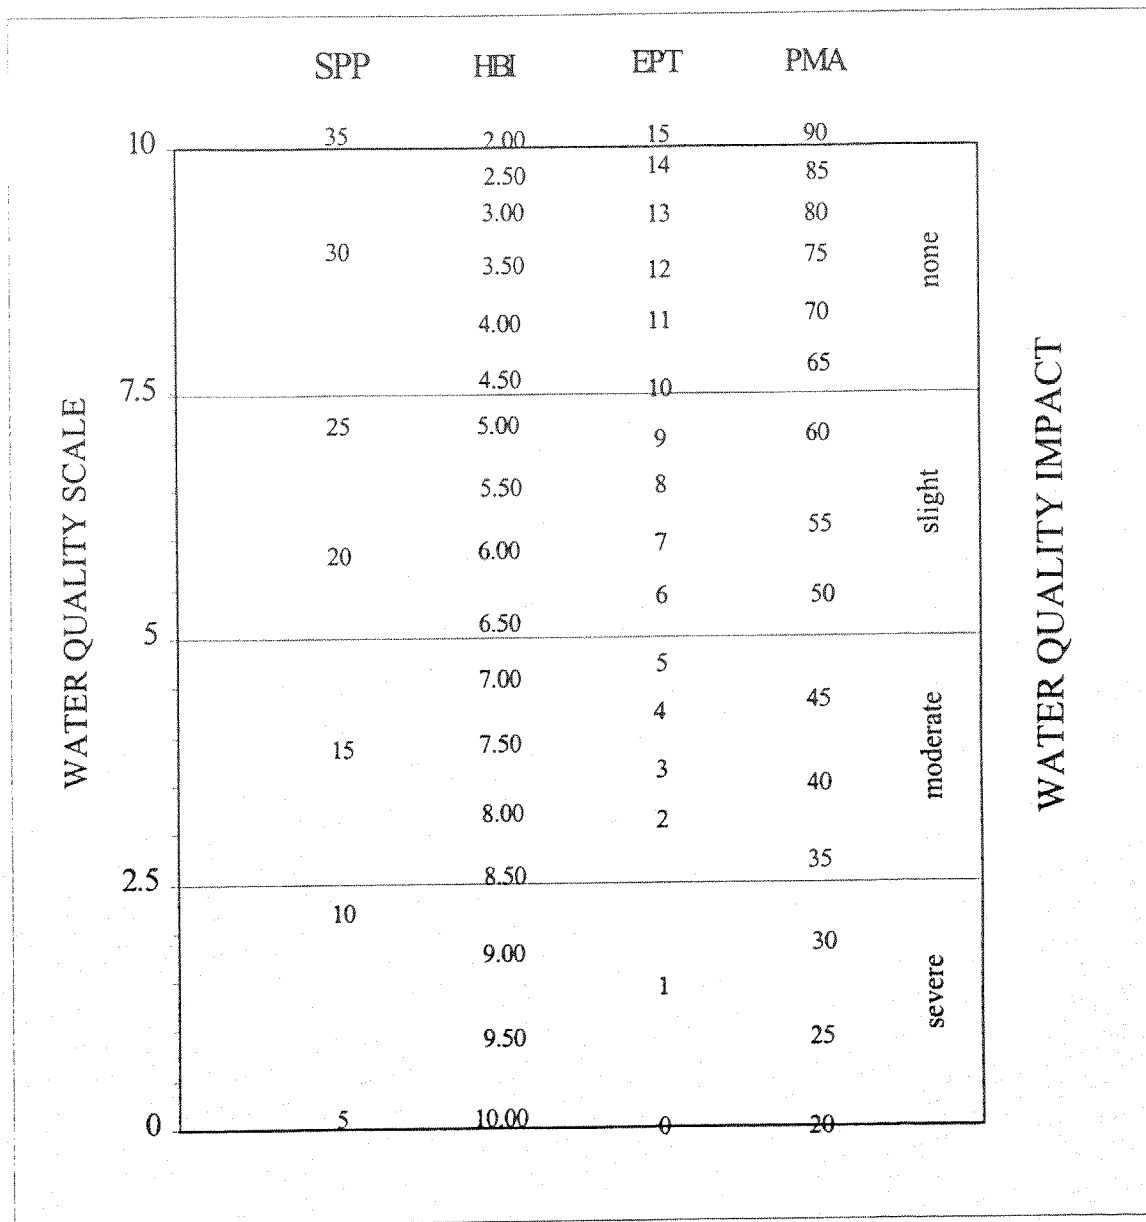 SPP HBI EPT PMA
10 35 2.00 15 90
2.50 14 85
3.00 13 80
30 3.50 12 75
none
4.00 11 70
65
7.5 4.50 10
25 5.00 9 60
5.50 8
slight
55
20 6.00 7
6 50
5 6.50
5
7.00 4 45
moderate
15 7.50 3
40
8.00 2
35
2.5 8.50
10
9.00 30
1
severe
9.50 25
0 5 10.00 0 20
WATER QUALITY SCALE
WATER QUALITY IMPACT